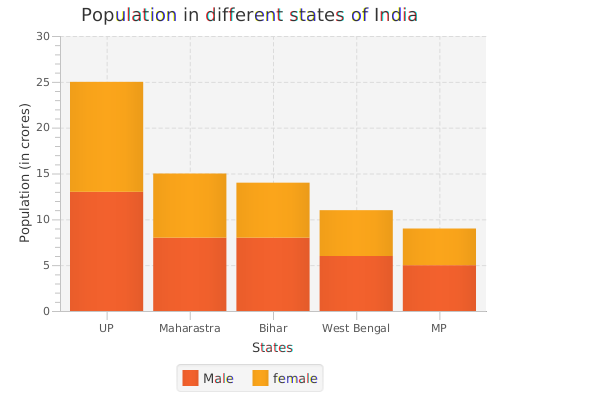 Population in different states of India
Population (in crores)
30
25
20
15
10
5
0
UP Maharastra Bihar West Bengal MP
States
Male female